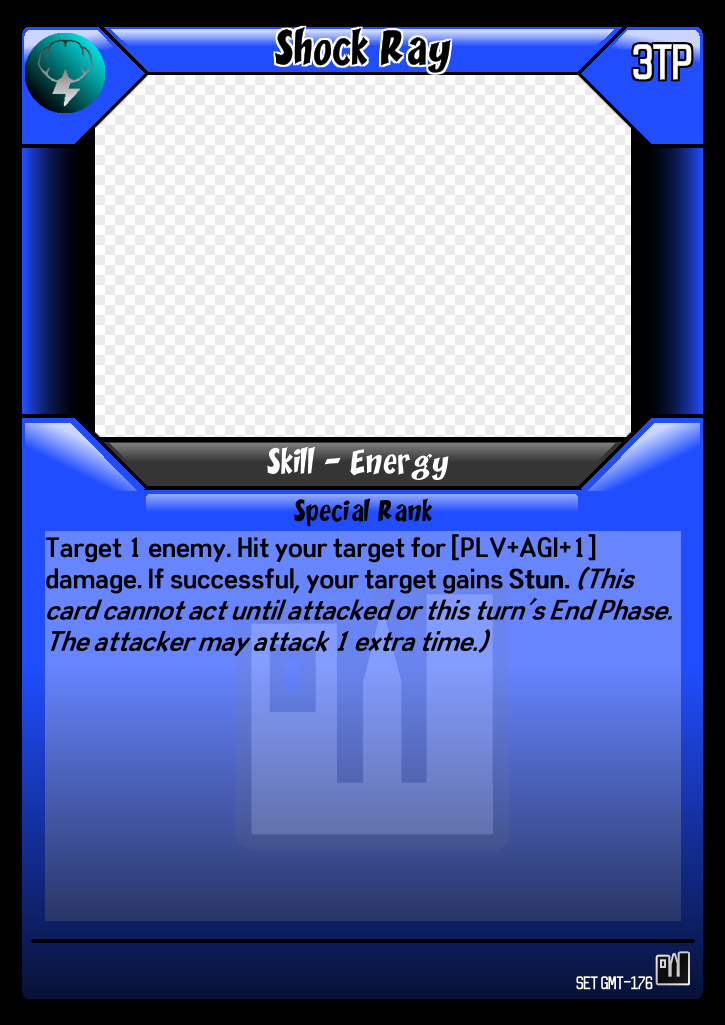 Shock Ray
3TP
Skill - Energy
Special Rank
Target 1 enemy. Hit your target for [PLV+AGI+1]
damage. If successful, your target gains Stun. (This
card cannot act until attacked or this turn's End Phase.
The attacker may attack 1 extra time.)
SET GMT-176